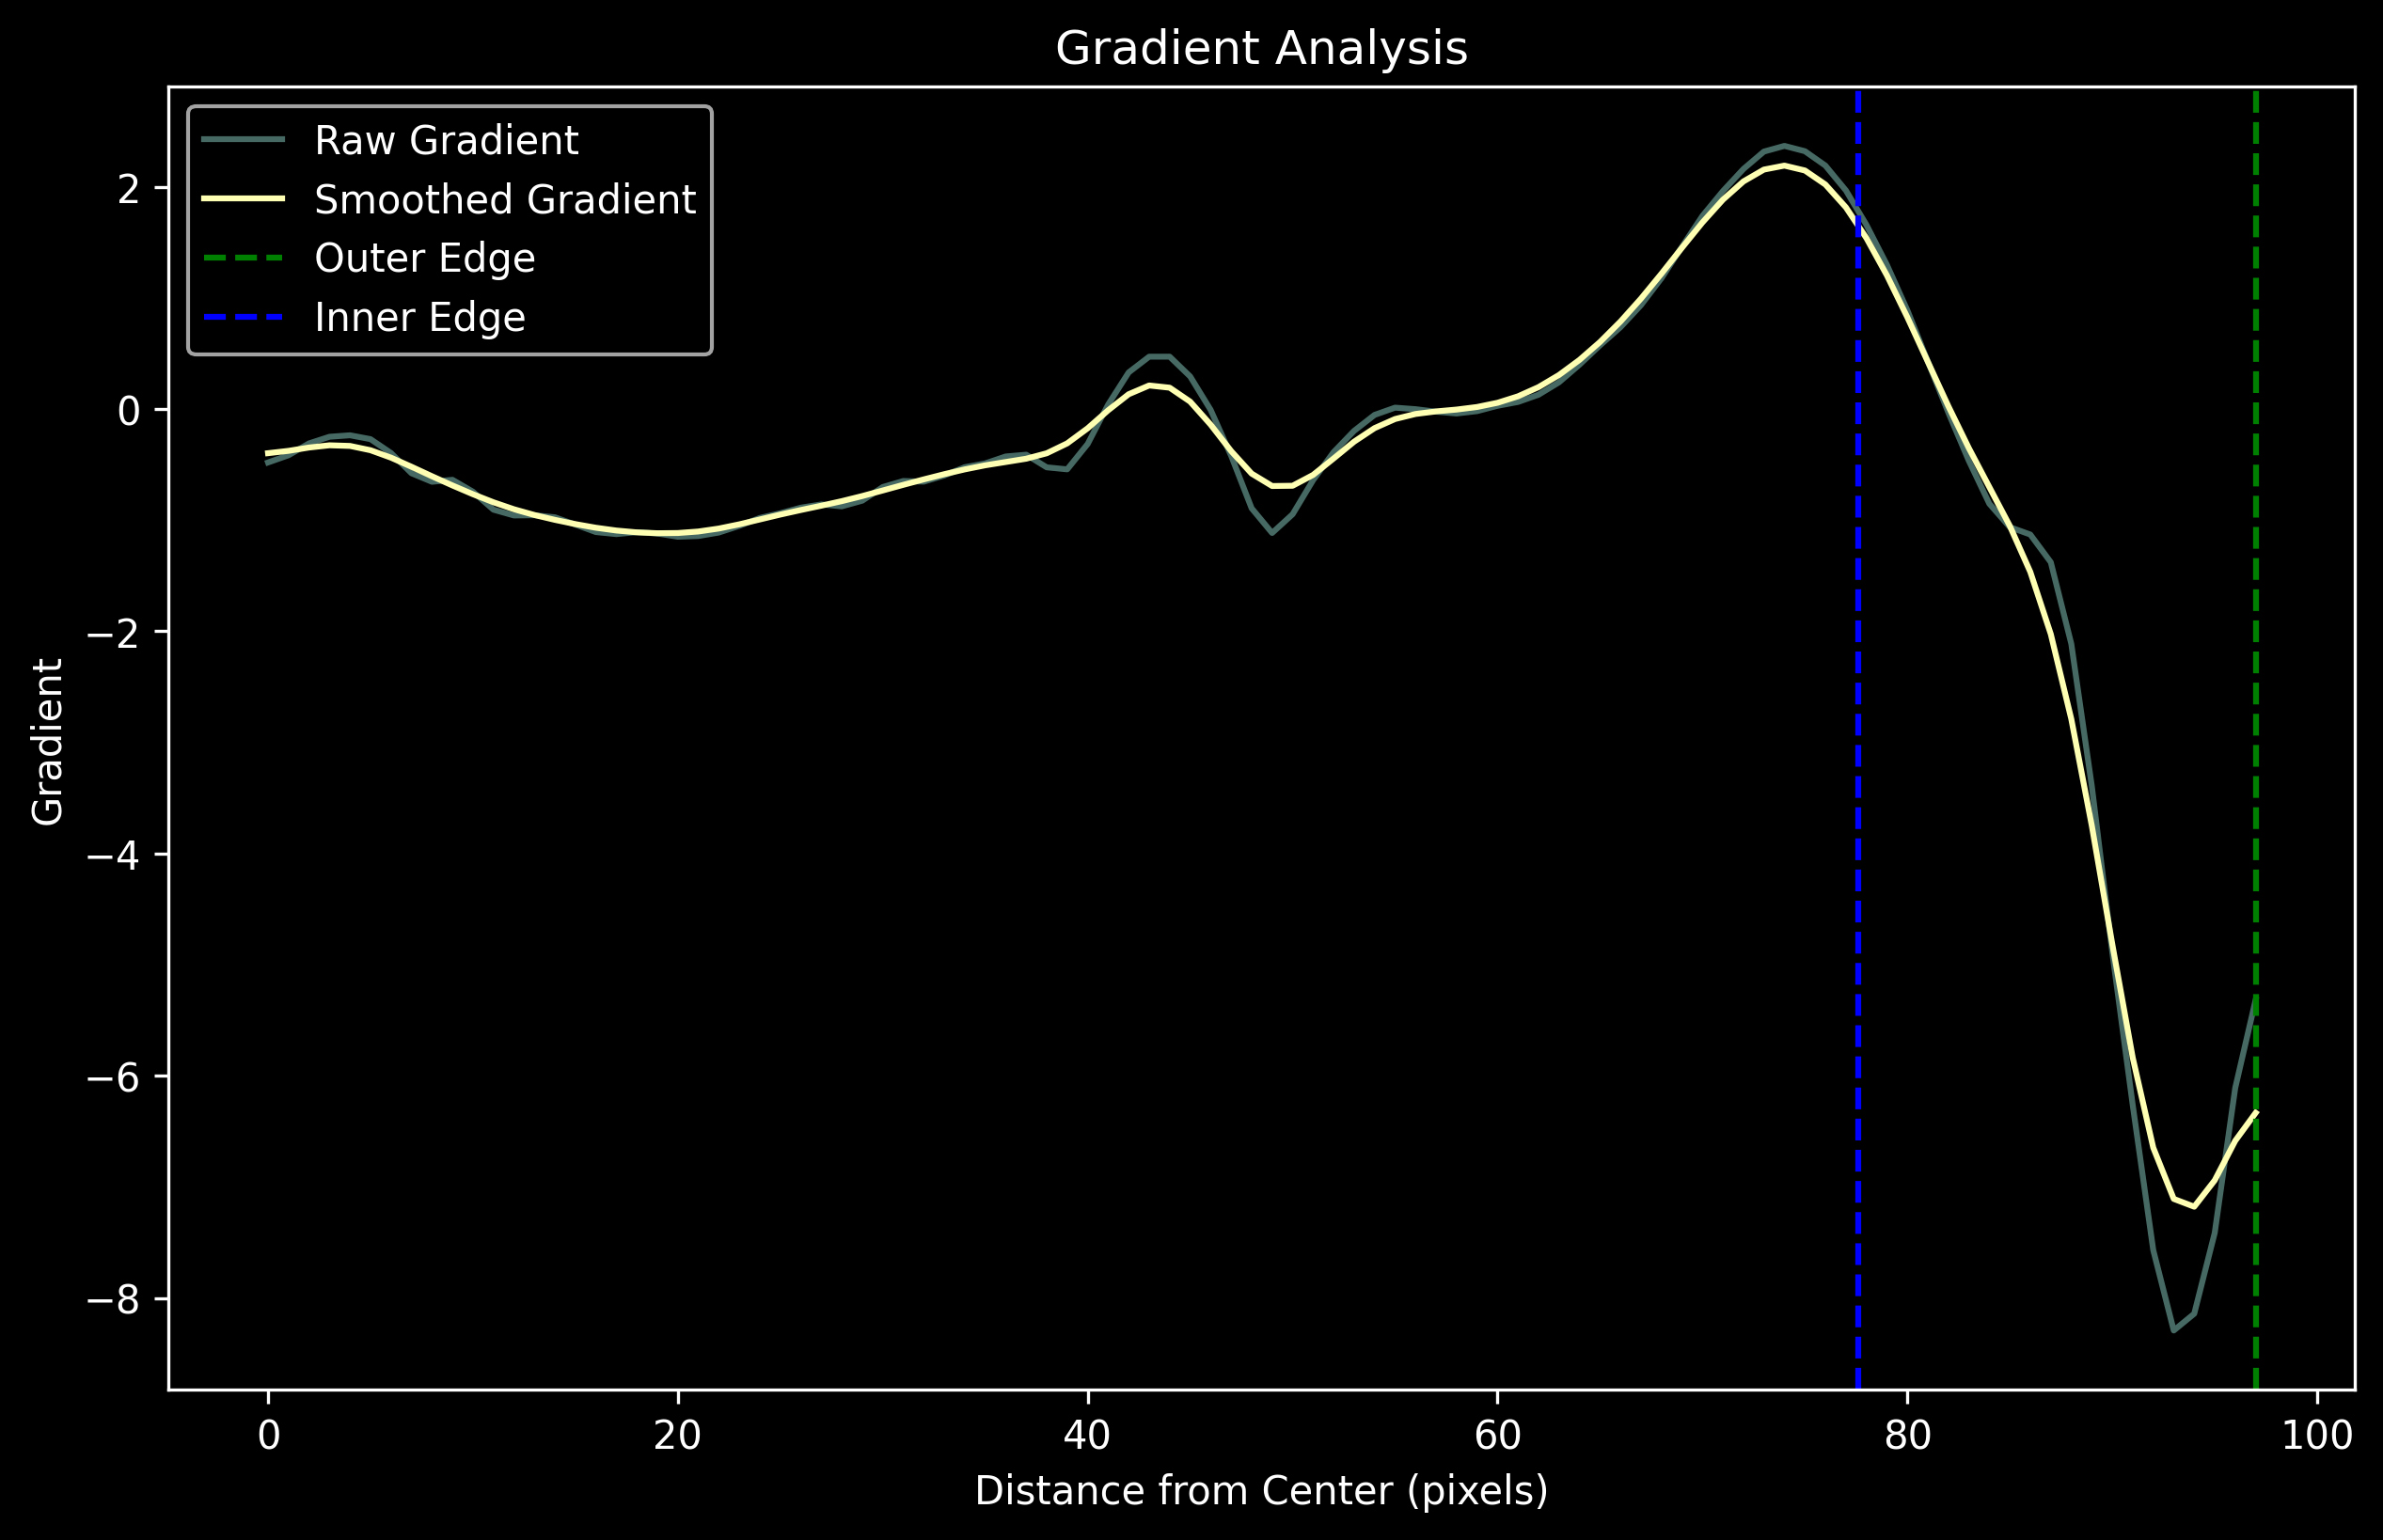 Gradient Analysis
Raw Gradient
Smoothed Gradient
Outer Edge
Inner Edge
2
0
−2
−4
−6
−8
Gradient
0 20 40 60 80 100
Distance from Center (pixels)